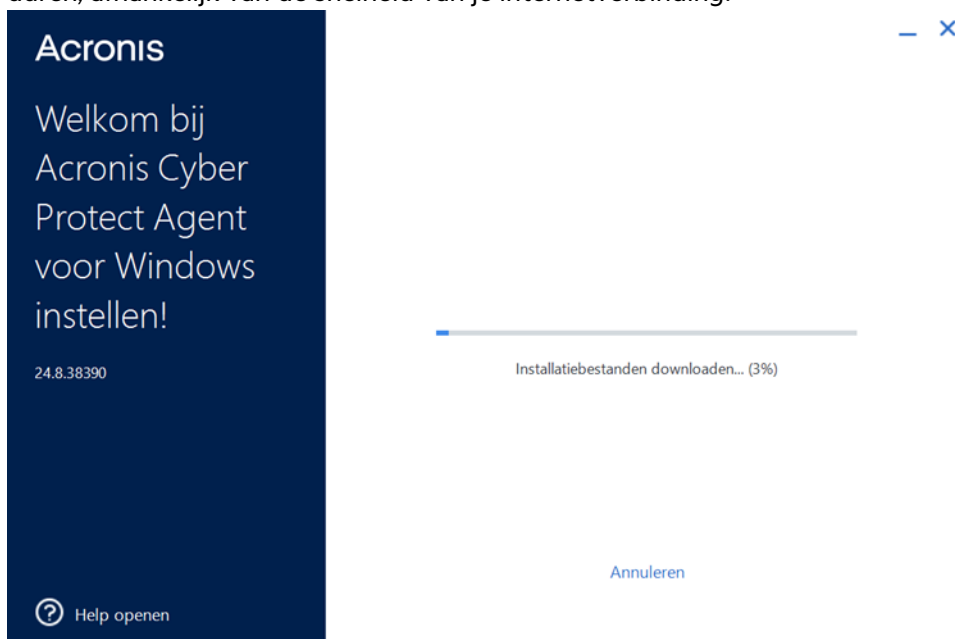 duren, afhankelijk van de snelheid van je internetverbinding.
Acronis
Welkom bij
Acronis Cyber
Protect Agent
voor Windows
instellen!
24.8.38390
Installatiebestanden downloaden... (3%)
Annuleren
Help openen